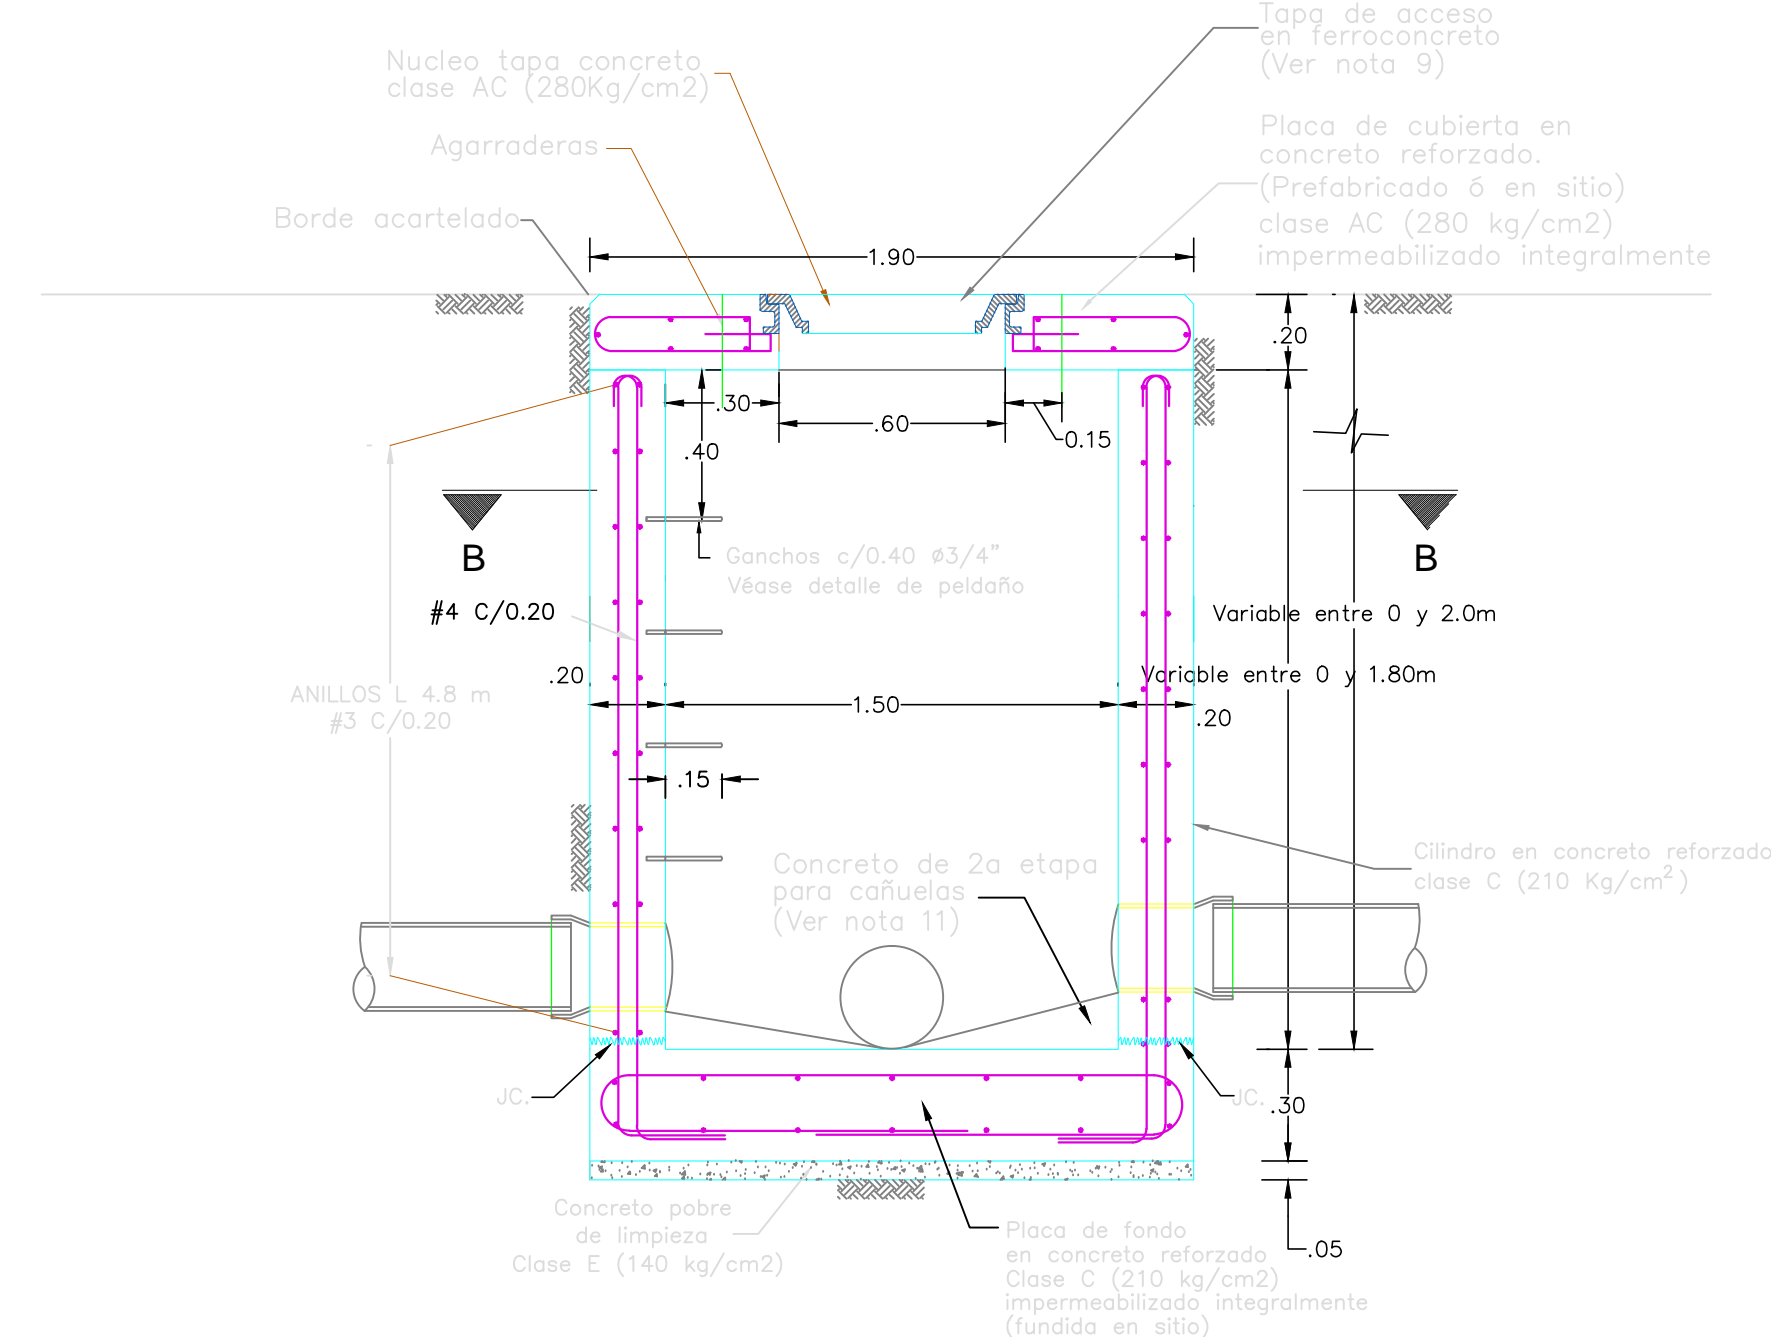 Tapa de acceso
en ferroconcreto
(Ver nota 9)
Nucleo tapa concreto
clase AC (280Kg/cm2)
Agarraderas
Placa de cubierta en
concreto reforzado.
(Prefabricado ó en sitio)
clase AC (280 kg/cm2)
impermeabilizado integralmente
Borde acartelado
1.90
.20
.30
.60
0.15
.40
B
B
Ganchos c/0.40 ø3/4”
Véase detalle de peldaño
#4 C/0.20
Variable entre 0 y 2.0m
Variable entre 0 y 1.80m
.20
ANILLOS L 4.8 m
#3 C/0.20
1.50
.20
.15
Concreto de 2a etapa
para cañuelas
(Ver nota 11)
Cilindro en concreto reforzado
clase C (210 Kg/cm²)
JC.
JC.
.30
Concreto pobre
de limpieza
Clase E (140 kg/cm2)
Placa de fondo
en concreto reforzado
Clase C (210 kg/cm2)
impermeabilizado integralmente
(fundida en sitio)
.05